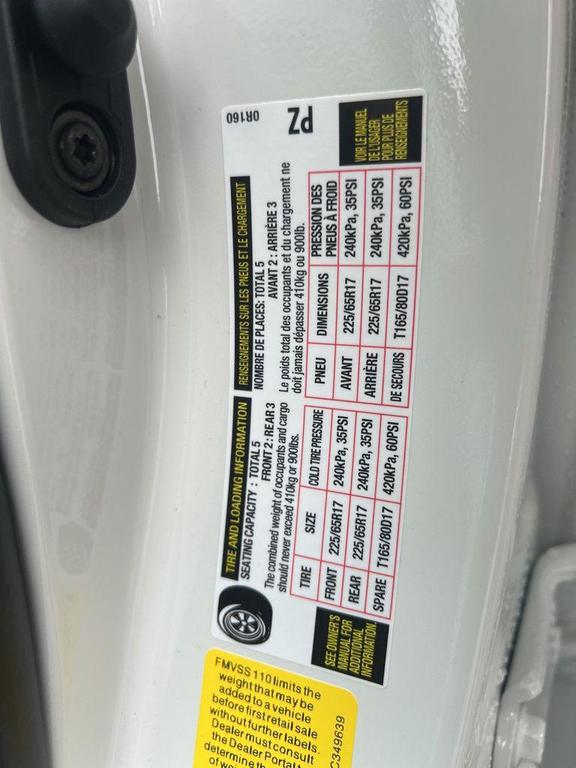 TIRE AND LOADING INFORMATION
SEATING CAPACITY : TOTAL 5
FRONT 2 : REAR 3
The combined weight of occupants and cargo
should never exceed 410kg or 900lbs.
TIRE SIZE COLD TIRE PRESSURE
FRONT 225/65R17 240kPa, 35PSI
REAR 225/65R17 240kPa, 35PSI
SPARE T165/80D17 420kPa, 60PSI
SEE OWNER'S
MANUAL FOR
ADDITIONAL
INFORMATION.
RENSEIGNEMENTS SUR LES PNEUS ET LE CHARGEMENT
NOMBRE DE PLACES: TOTAL 5
AVANT 2 : ARRIÈRE 3
Le poids total des occupants et du chargement ne
doit jamais dépasser 410kg ou 900lb.
PNEU DIMENSIONS PRESSION DES
PNEUS À FROID
AVANT 225/65R17 240kPa, 35PSI
ARRIÈRE 225/65R17 240kPa, 35PSI
DE SECOURS T165/80D17 420kPa, 60PSI
VOIR LE MANUEL
DE L'USAGER
POUR PLUS DE
RENSEIGNEMENTS
0R160
PZ
FMVSS 110 limits the
weight that may be
added to a vehicle
before first retail sale
without further labels.
Dealer must consult
the Dealer Portal
determine th
of wei
C349639